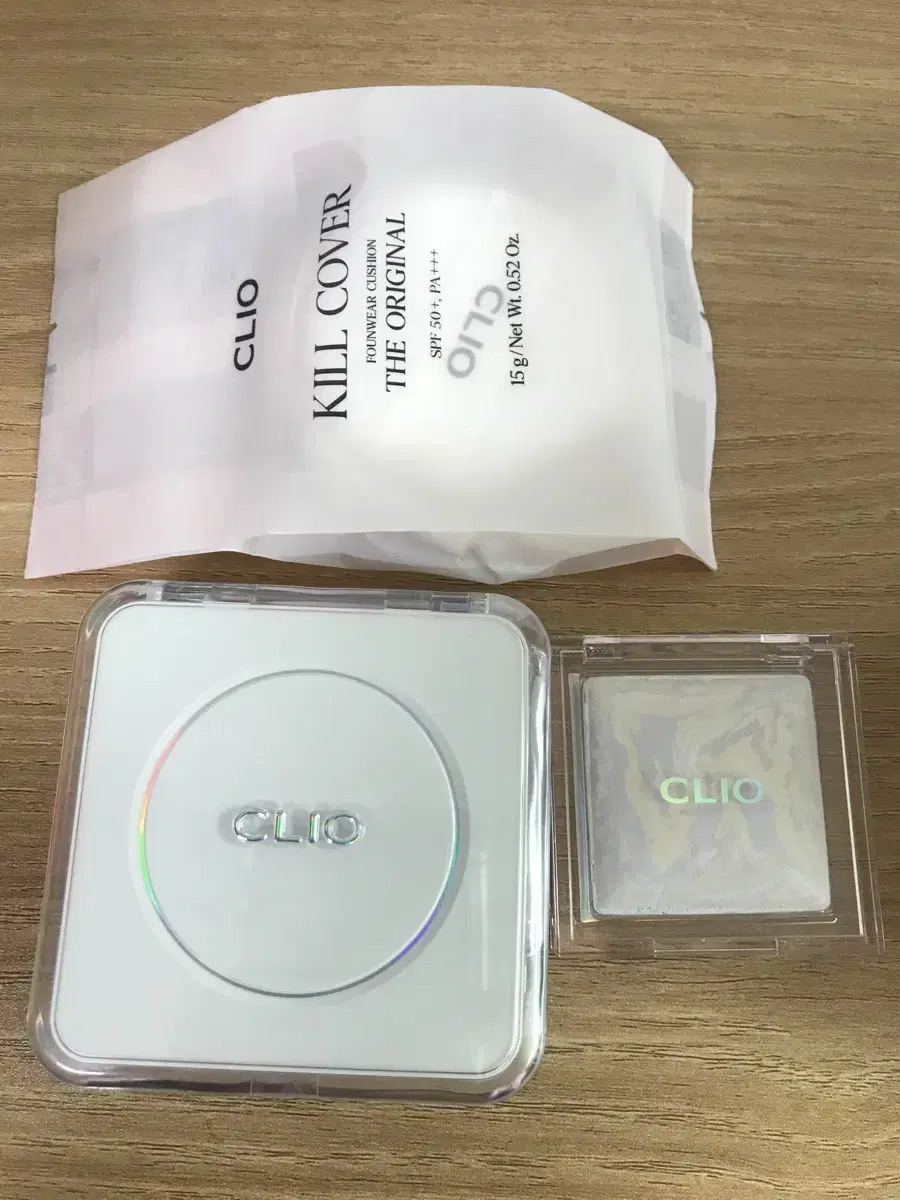 CLIO
KILL COVER
FOUNWEAR CUSHION
THE ORIGINAL
SPF 50+, PA+++
CLIO
15 g/Net Wt. 0.52 Oz.
CLIO
CLIO